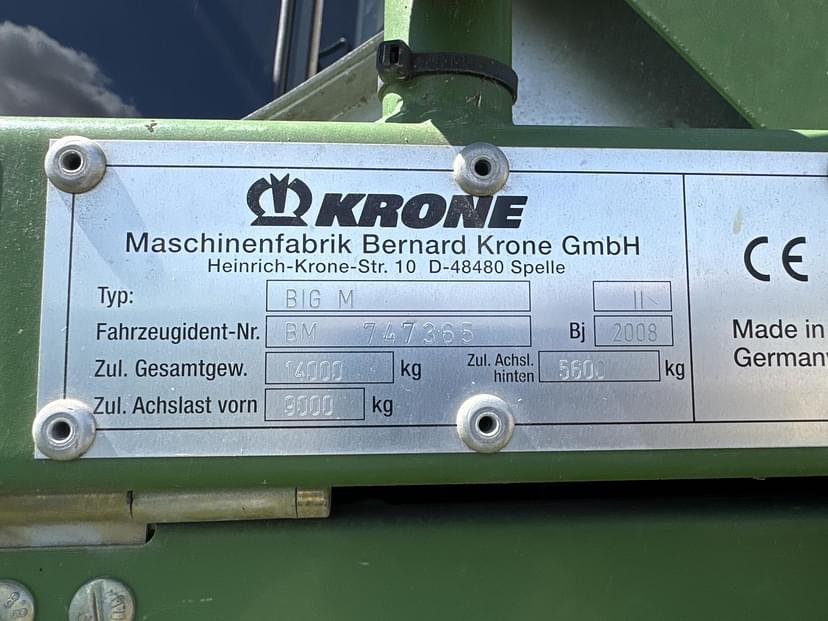 KRONE
Maschinenfabrik Bernard Krone GmbH
Heinrich-Krone-Str. 10 D-48480 Spelle
Typ: BIG M II
Fahrzeugident-Nr. BM 747365 Bj 2008
Zul. Gesamtgew. 14000 kg Zul. Achsl. hinten 5600 kg
Zul. Achslast vorn 9000 kg
CE
Made in
Germany